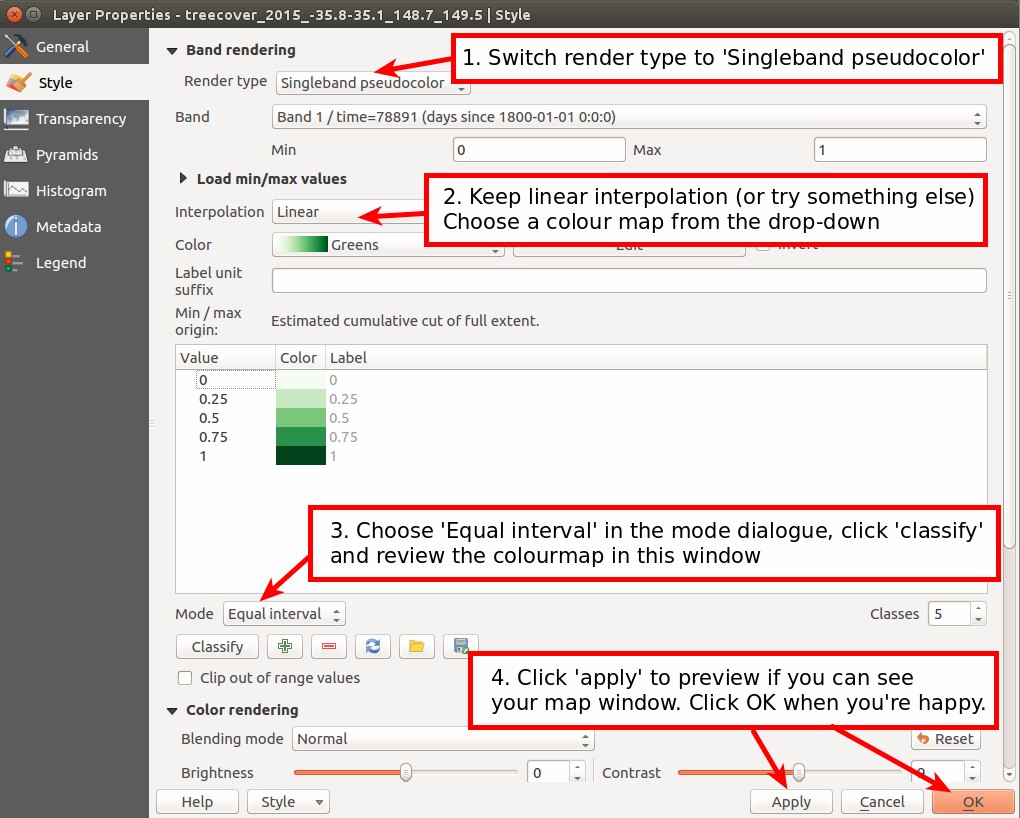 Layer Properties - treecover_2015_-35.8-35.1_148.7_149.5 | Style
General
Style
Transparency
Pyramids
Histogram
Metadata
Legend
Band rendering
1. Switch render type to 'Singleband pseudocolor'
Render type Singleband pseudocolor
Band Band 1 / time=78891 (days since 1800-01-01 0:0:0)
Min 0 Max 1
Load min/max values
2. Keep linear interpolation (or try something else)
Choose a colour map from the drop-down
Interpolation Linear
Color Greens Edit Invert
Label unit
suffix
Min / max
origin:
Estimated cumulative cut of full extent.
Value Color Label
0 0
0.25 0.25
0.5 0.5
0.75 0.75
1 1
3. Choose 'Equal interval' in the mode dialogue, click 'classify'
and review the colourmap in this window
Mode Equal interval Classes 5
Classify
Clip out of range values
4. Click 'apply' to preview if you can see
your map window. Click OK when you're happy.
Color rendering
Blending mode Normal Reset
Brightness 0 Contrast 0
Help Style Apply Cancel OK